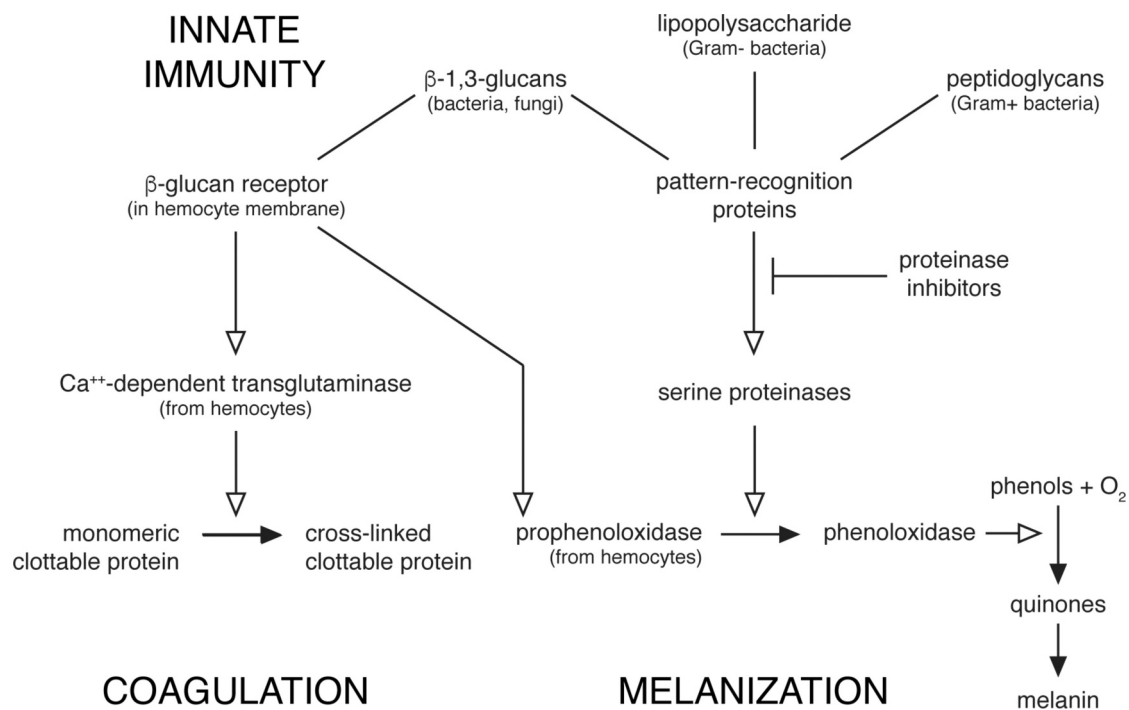 INNATE
IMMUNITY
lipopolysaccharide
(Gram- bacteria)
β-1,3-glucans
(bacteria, fungi)
peptidoglycans
(Gram+ bacteria)
β-glucan receptor
(in hemocyte membrane)
pattern-recognition
proteins
proteinase
inhibitors
Ca⁺⁺-dependent transglutaminase
(from hemocytes)
serine proteinases
phenols + O₂
monomeric
clottable protein
cross-linked
clottable protein
prophenoloxidase
(from hemocytes)
phenoloxidase
quinones
melanin
COAGULATION
MELANIZATION